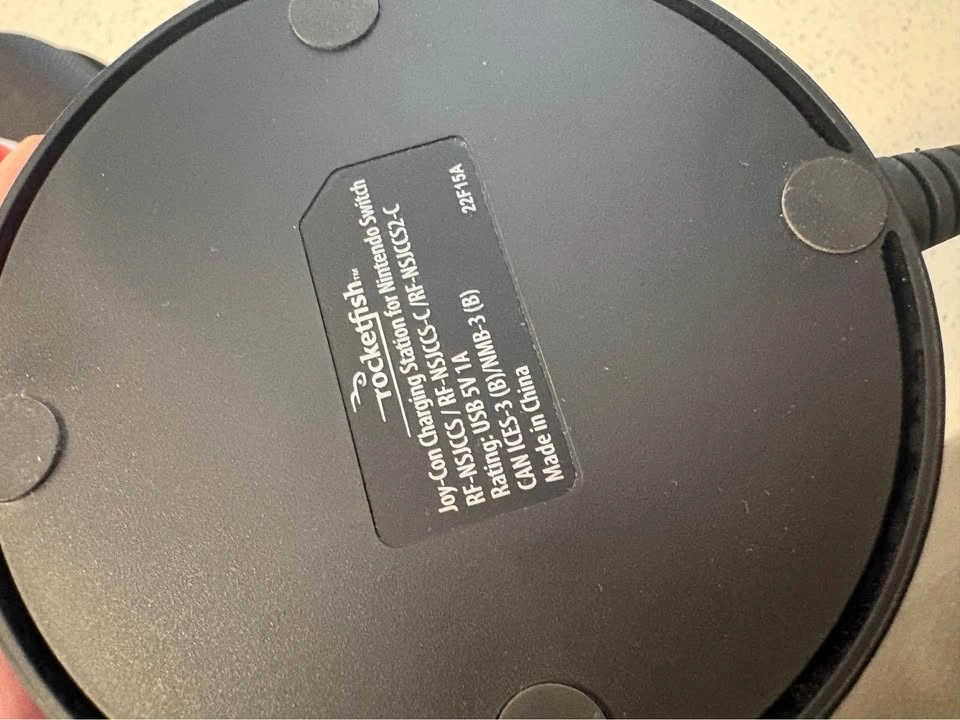 rocketfish™
Joy-Con Charging Station for Nintendo Switch
RF-NSJCCS / RF-NSJCCS-C /RF-NSJCCS2-C
Rating: USB 5V 1A
CAN ICES-3 (B)/NMB-3 (B)
Made in China
22F15A